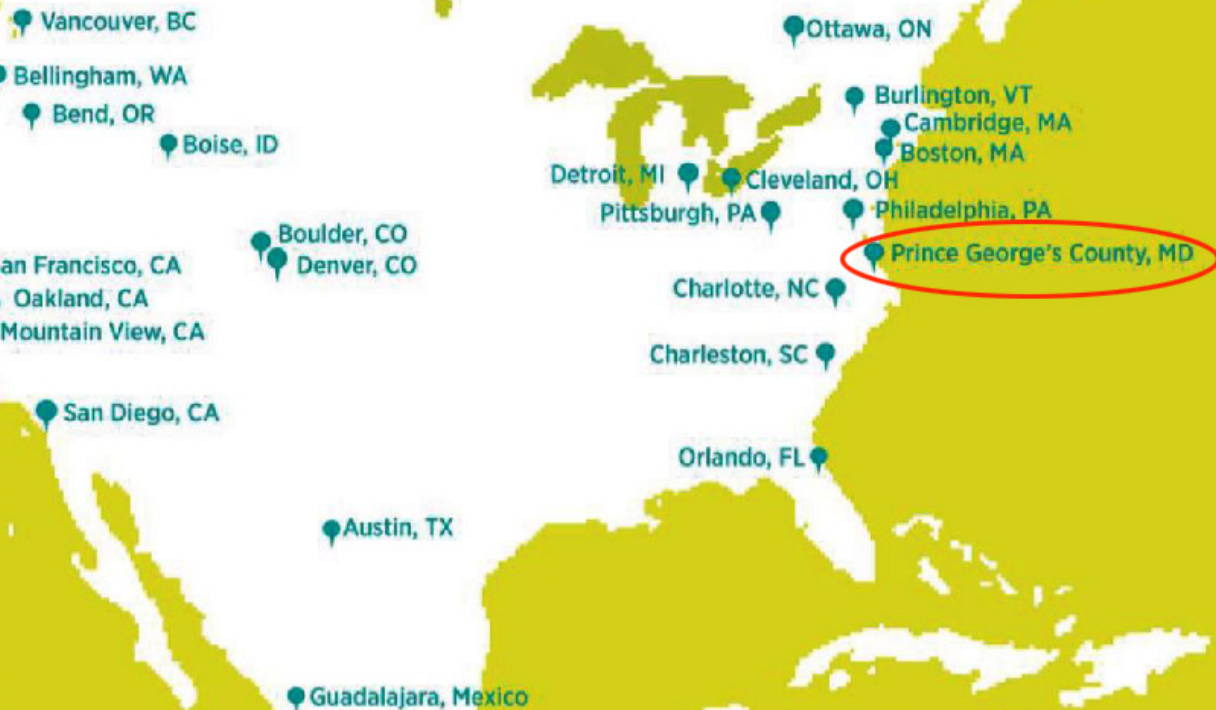 Vancouver, BC
Ottawa, ON
Bellingham, WA
Burlington, VT
Bend, OR
Cambridge, MA
Boise, ID
Boston, MA
Detroit, MI
Cleveland, OH
Pittsburgh, PA
Philadelphia, PA
Boulder, CO
Prince George's County, MD
an Francisco, CA
Denver, CO
Charlotte, NC
Oakland, CA
Mountain View, CA
Charleston, SC
San Diego, CA
Orlando, FL
Austin, TX
Guadalajara, Mexico